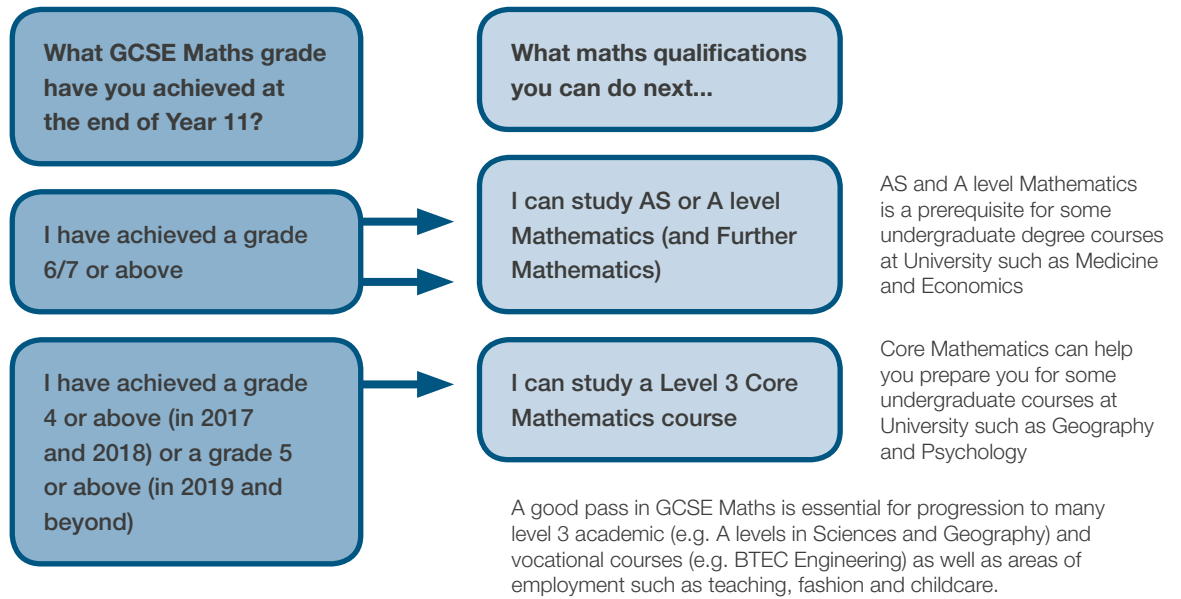 What GCSE Maths grade
have you achieved at
the end of Year 11?
What maths qualifications
you can do next...
I have achieved a grade
6/7 or above
I can study AS or A level
Mathematics (and Further
Mathematics)
AS and A level Mathematics
is a prerequisite for some
undergraduate degree courses
at University such as Medicine
and Economics
I have achieved a grade
4 or above (in 2017
and 2018) or a grade 5
or above (in 2019 and
beyond)
I can study a Level 3 Core
Mathematics course
Core Mathematics can help
you prepare you for some
undergraduate courses at
University such as Geography
and Psychology
A good pass in GCSE Maths is essential for progression to many
level 3 academic (e.g. A levels in Sciences and Geography) and
vocational courses (e.g. BTEC Engineering) as well as areas of
employment such as teaching, fashion and childcare.